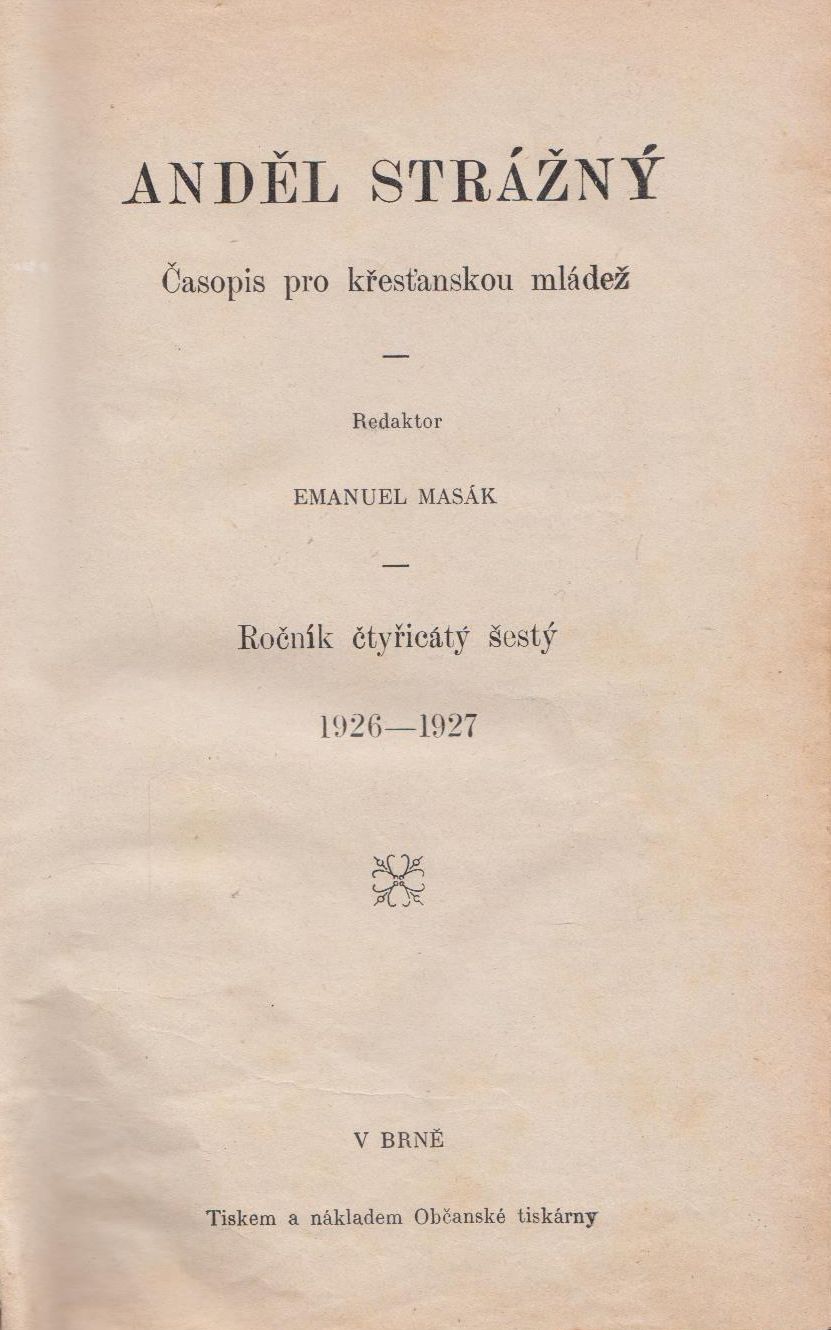 ANDĚL STRÁŽNÝ
Časopis pro křesťanskou mládež
—
Redaktor
EMANUEL MASÁK
—
Ročník čtyřicátý šestý
1926—1927
V BRNĚ
Tiskem a nákladem Občanské tiskárny